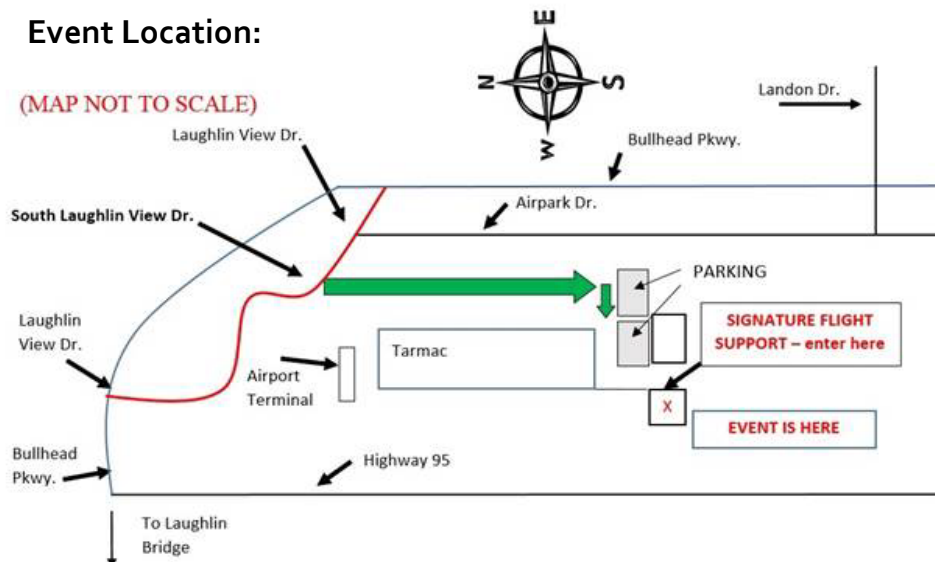 Event Location:
E
N
S
W
(MAP NOT TO SCALE)
Landon Dr.
Laughlin View Dr.
Bullhead Pkwy.
South Laughlin View Dr.
Airpark Dr.
PARKING
Laughlin
View Dr.
SIGNATURE FLIGHT
SUPPORT – enter here
Tarmac
Airport
Terminal
X
EVENT IS HERE
Bullhead
Pkwy.
Highway 95
To Laughlin
Bridge